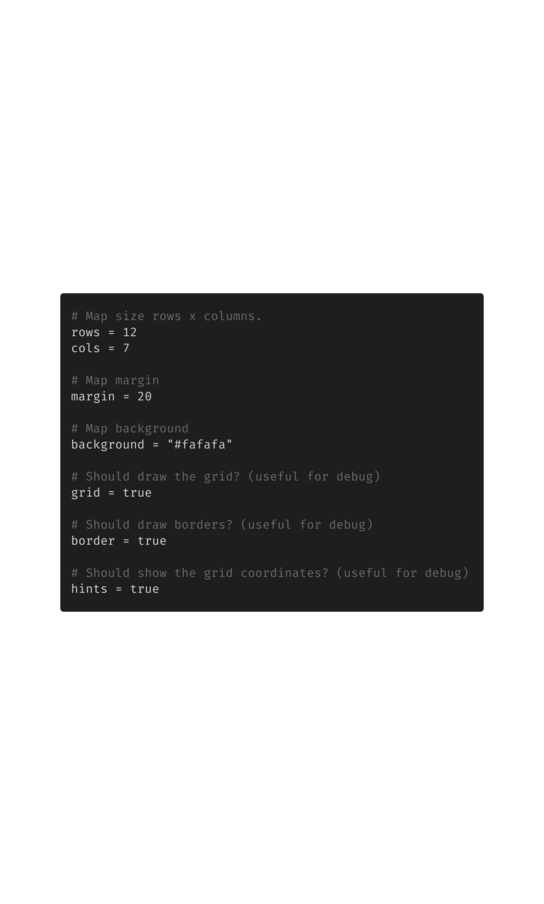 # Map size rows x columns.
rows = 12
cols = 7
# Map margin
margin = 20
# Map background
background = "#fafafa"
# Should draw the grid? (useful for debug)
grid = true
# Should draw borders? (useful for debug)
border = true
# Should show the grid coordinates? (useful for debug)
hints = true